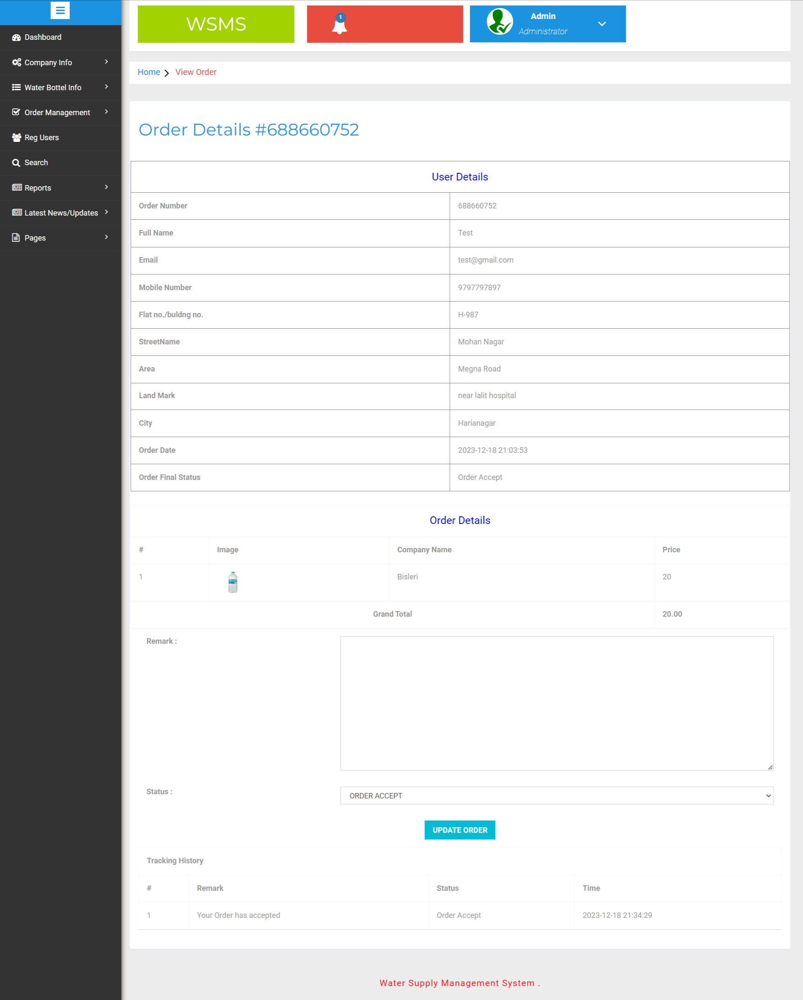 WSMS
1
Admin
Administrator
Dashboard
Company Info
Water Bottel Info
Order Management
Reg Users
Search
Reports
Latest News/Updates
Pages
Home
View Order
Order Details #688660752
User Details
Order Number 688660752
Full Name Test
Email test@gmail.com
Mobile Number 9797797897
Flat no./buldng no. H-987
StreetName Mohan Nagar
Area Megna Road
Land Mark near lalit hospital
City Harianagar
Order Date 2023-12-18 21:03:53
Order Final Status Order Accept
Order Details
# Image Company Name Price
1 Bisleri 20
Grand Total 20.00
Remark :
Status : ORDER ACCEPT
UPDATE ORDER
Tracking History
# Remark Status Time
1 Your Order has accepted Order Accept 2023-12-18 21:34:29
Water Supply Management System .